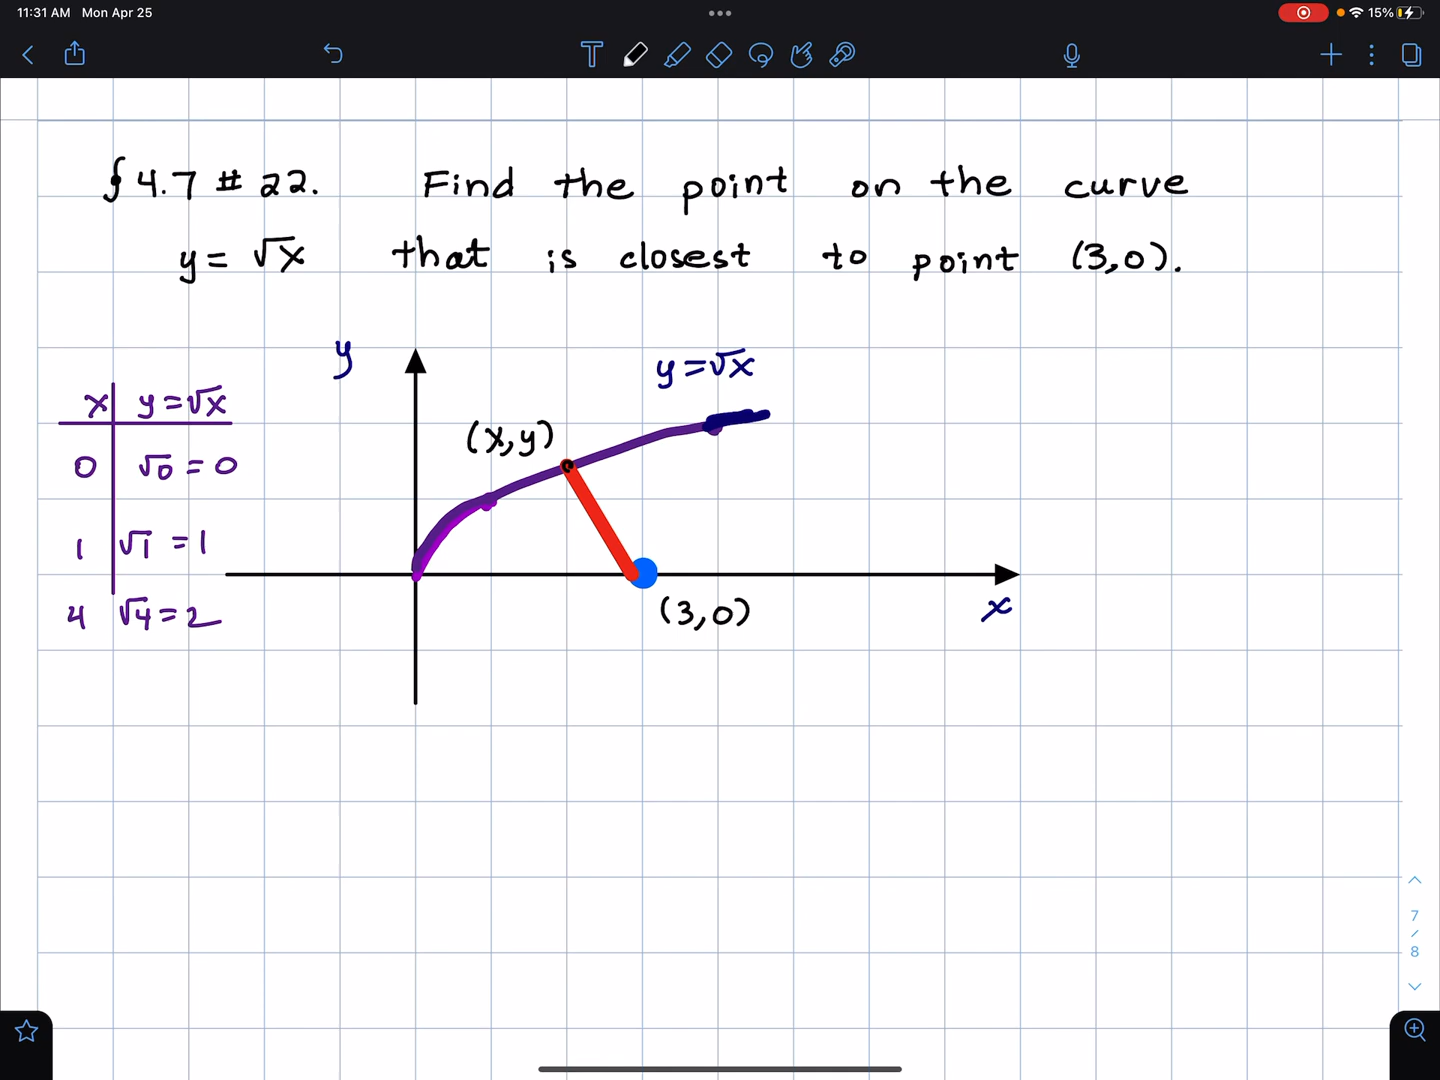 11:31 AM Mon Apr 25
15%
§ 4.7 # 22. Find the point on the curve
y = √x that is closest to point (3,0).
y
y = √x
x y = √x
(x,y)
0 √0 = 0
1 √1 = 1
4 √4 = 2
(3,0)
x
7
/
8